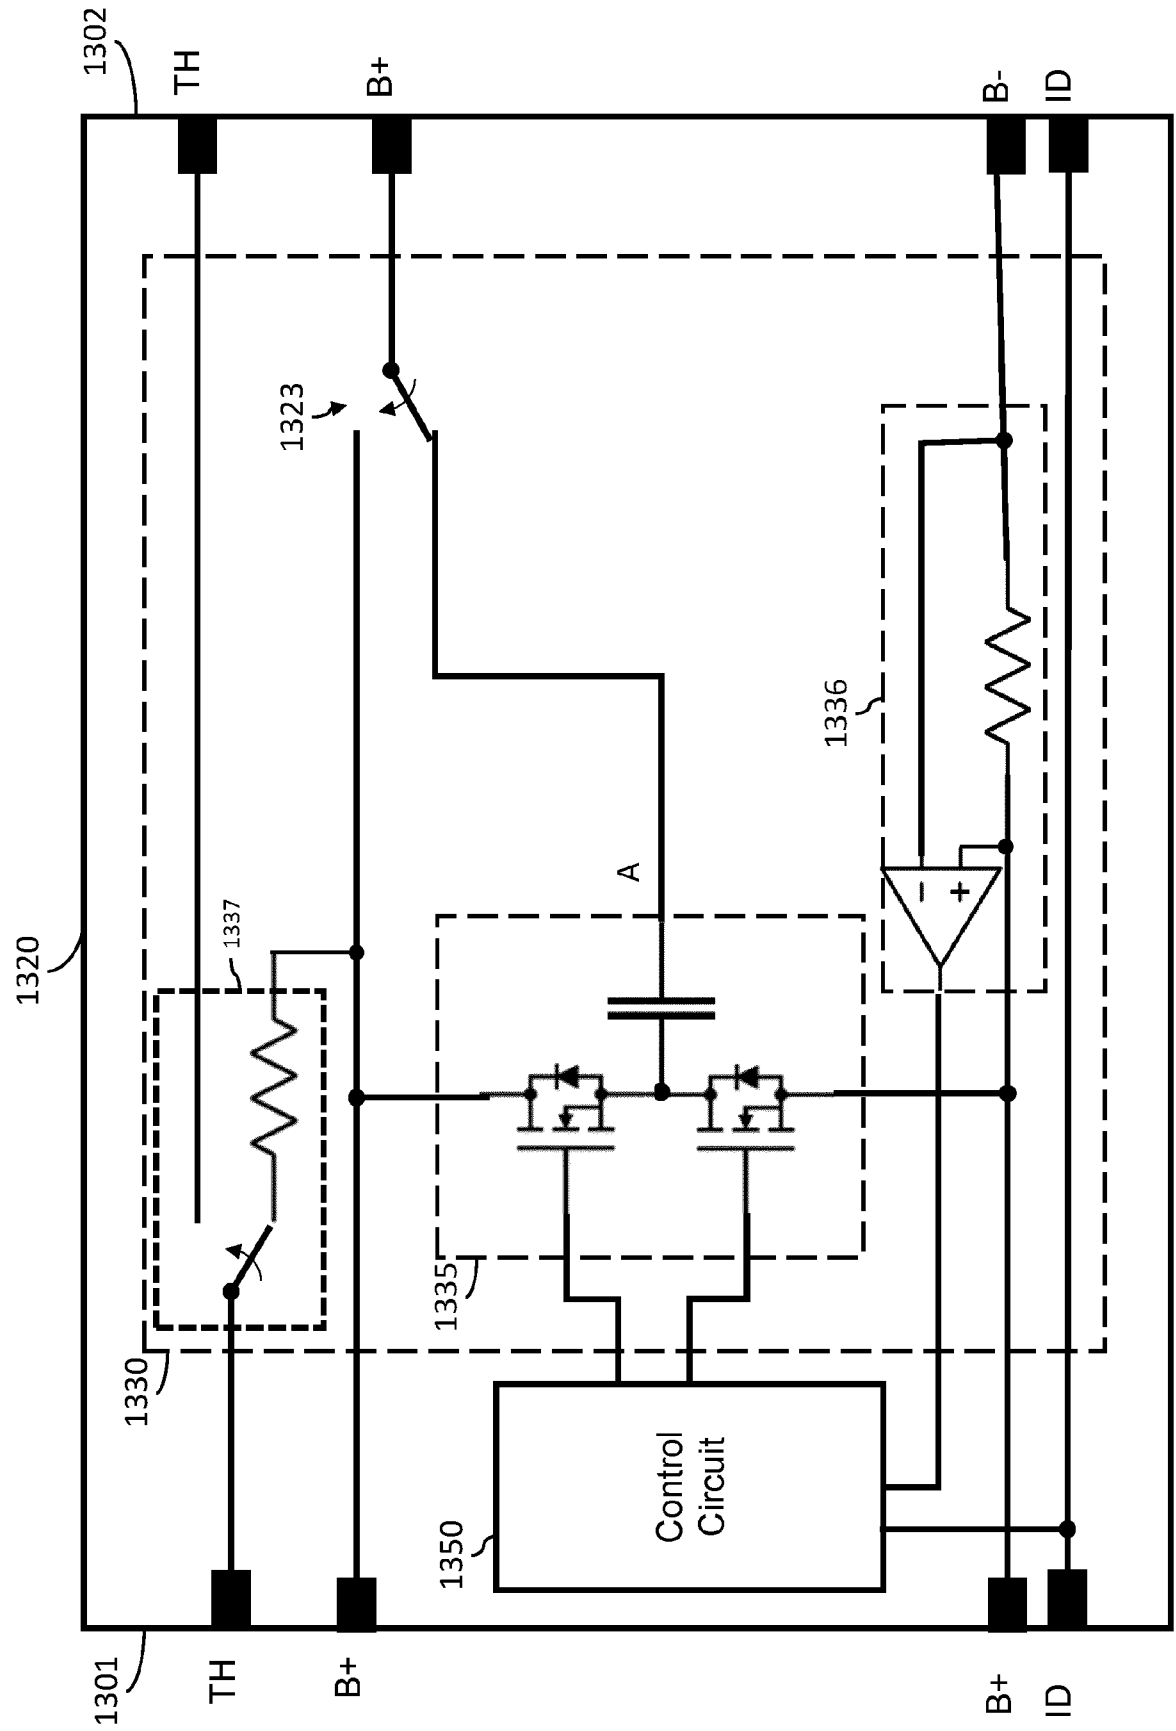 1320
1301
1302
TH
TH
B+
B+
1330
1337
1323
1335
A
1336
1350
Control
Circuit
−
+
B+
B-
ID
ID